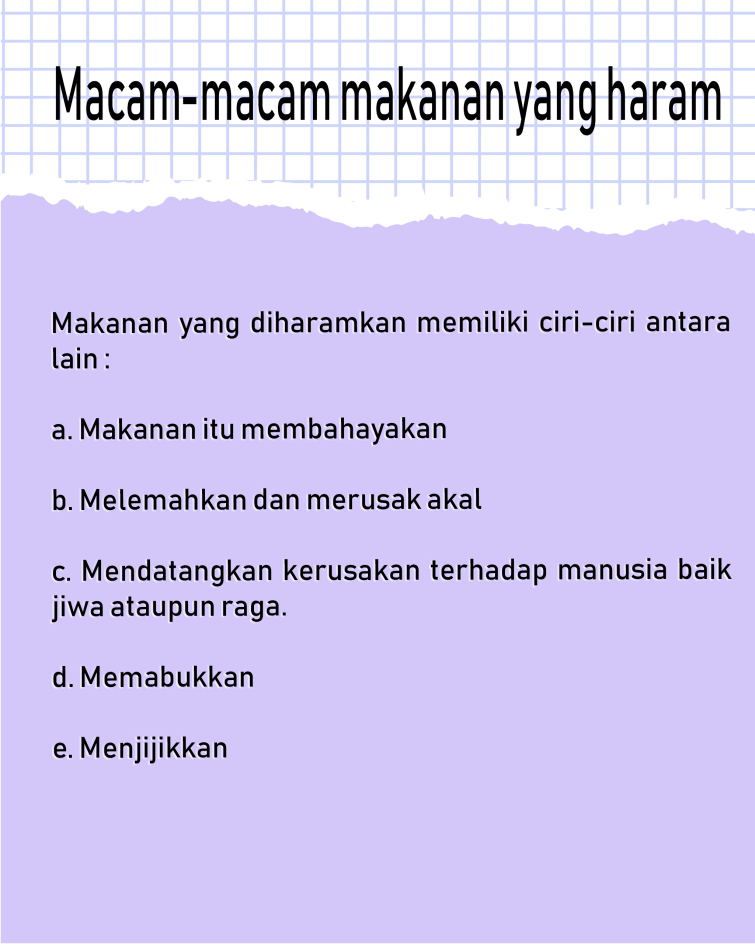 Macam-macam makanan yang haram
Makanan yang diharamkan memiliki ciri-ciri antara
lain :
a. Makanan itu membahayakan
b. Melemahkan dan merusak akal
c. Mendatangkan kerusakan terhadap manusia baik
jiwa ataupun raga.
d. Memabukkan
e. Menjijikkan